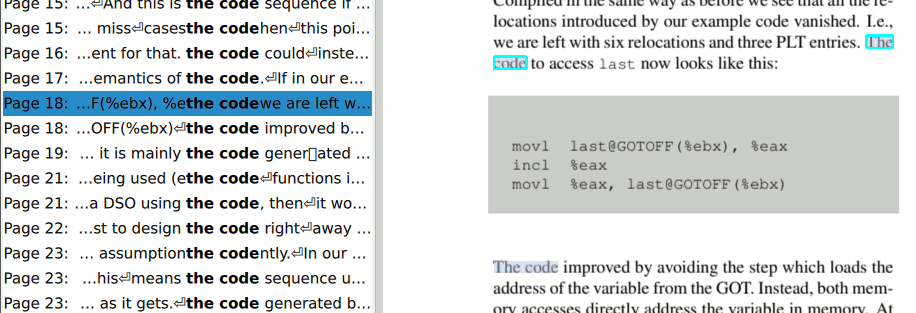 Page 15: ...⏎And this is the code sequence if ...
Page 15: ... miss⏎casesthe codehen⏎this poi...
Page 16: ...ent for that. the code could⏎inste...
Page 17: ...emantics of the code.⏎If in our e...
Page 18: ...F(%ebx), %ethe codewe are left w...
Page 18: ...OFF(%ebx)⏎the code improved b...
Page 19: ... it is mainly the code gener▯ated ...
Page 21: ...eing used (ethe code⏎functions i...
Page 21: ...a DSO using the code, then⏎it wo...
Page 22: ...st to design the code right⏎away ...
Page 23: ... assumptionthe codently.⏎In our ...
Page 23: ...his⏎means the code sequence u...
Page 23: ... as it gets.⏎the code generated b...
Compiled in the same way as before we see that all the re-
locations introduced by our example code vanished. I.e.,
we are left with six relocations and three PLT entries. The
code to access last now looks like this:
movl last@GOTOFF(%ebx), %eax
incl %eax
movl %eax, last@GOTOFF(%ebx)
The code improved by avoiding the step which loads the
address of the variable from the GOT. Instead, both mem-
ory accesses directly address the variable in memory. At